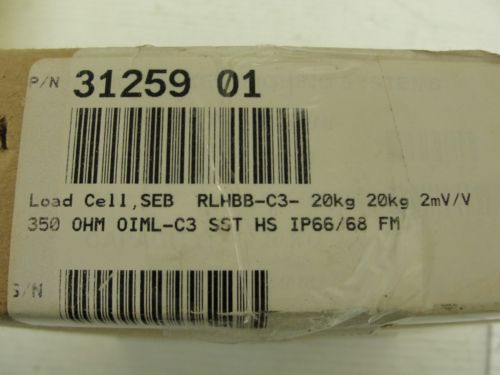 P/N 31259 01
Load Cell,SEB RLHBB-C3- 20kg 20kg 2mV/V
350 OHM OIML-C3 SST HS IP66/68 FM
S/N